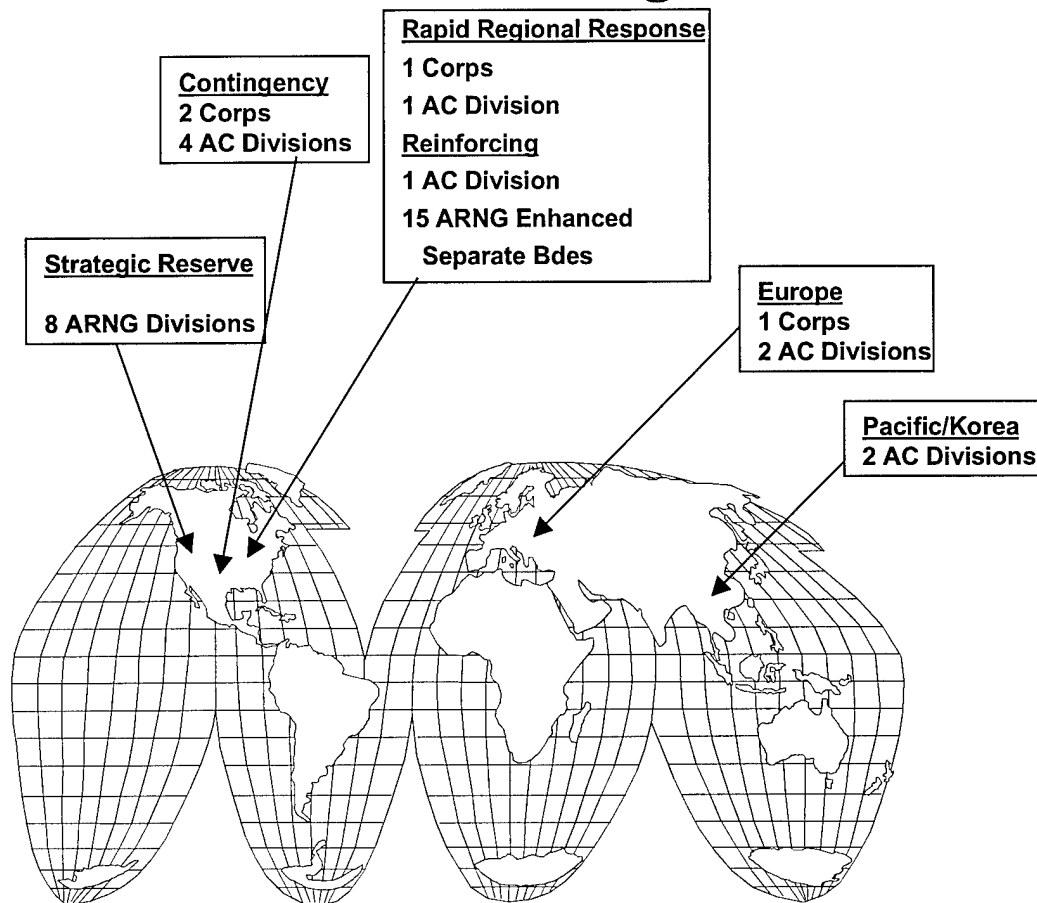 Rapid Regional Response
1 Corps
1 AC Division
Reinforcing
1 AC Division
15 ARNG Enhanced
Separate Bdes
Contingency
2 Corps
4 AC Divisions
Strategic Reserve
8 ARNG Divisions
Europe
1 Corps
2 AC Divisions
Pacific/Korea
2 AC Divisions